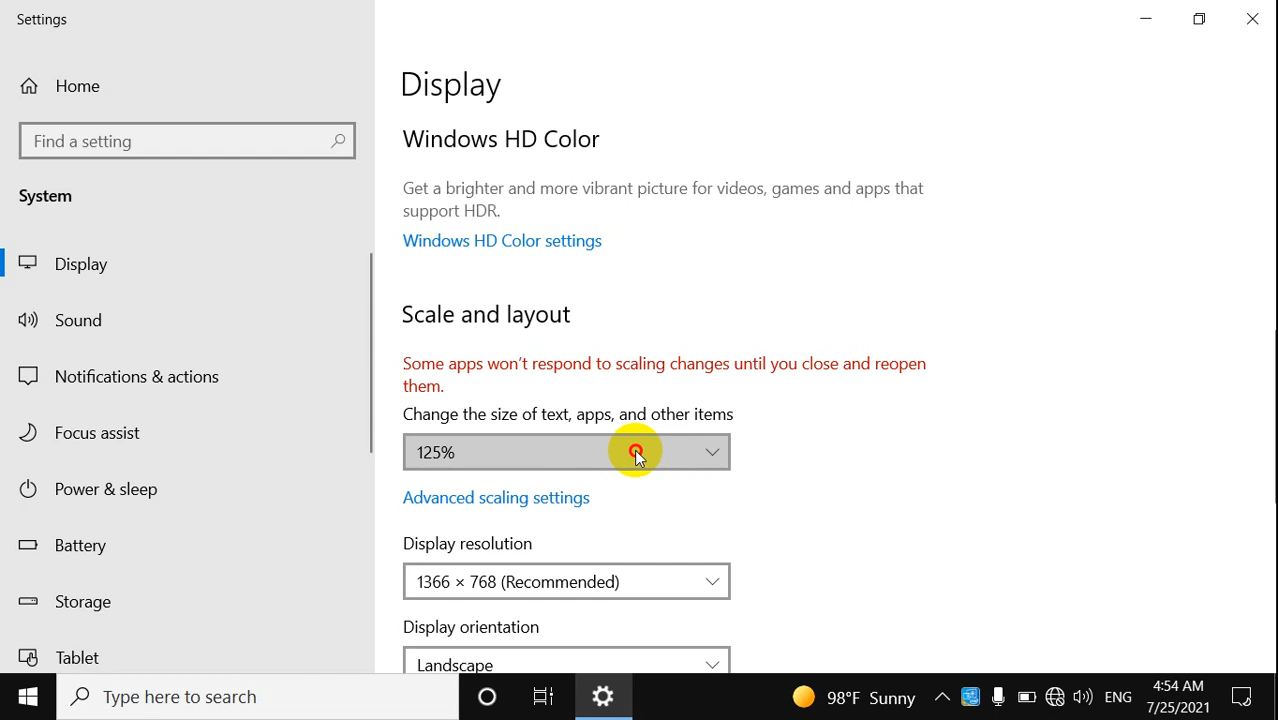 Settings
Home
Find a setting
System
Display
Sound
Notifications & actions
Focus assist
Power & sleep
Battery
Storage
Tablet
Display
Windows HD Color
Get a brighter and more vibrant picture for videos, games and apps that
support HDR.
Windows HD Color settings
Scale and layout
Some apps won't respond to scaling changes until you close and reopen
them.
Change the size of text, apps, and other items
125%
Advanced scaling settings
Display resolution
1366 × 768 (Recommended)
Display orientation
Landscape
Type here to search
98°F Sunny
ENG
4:54 AM
7/25/2021